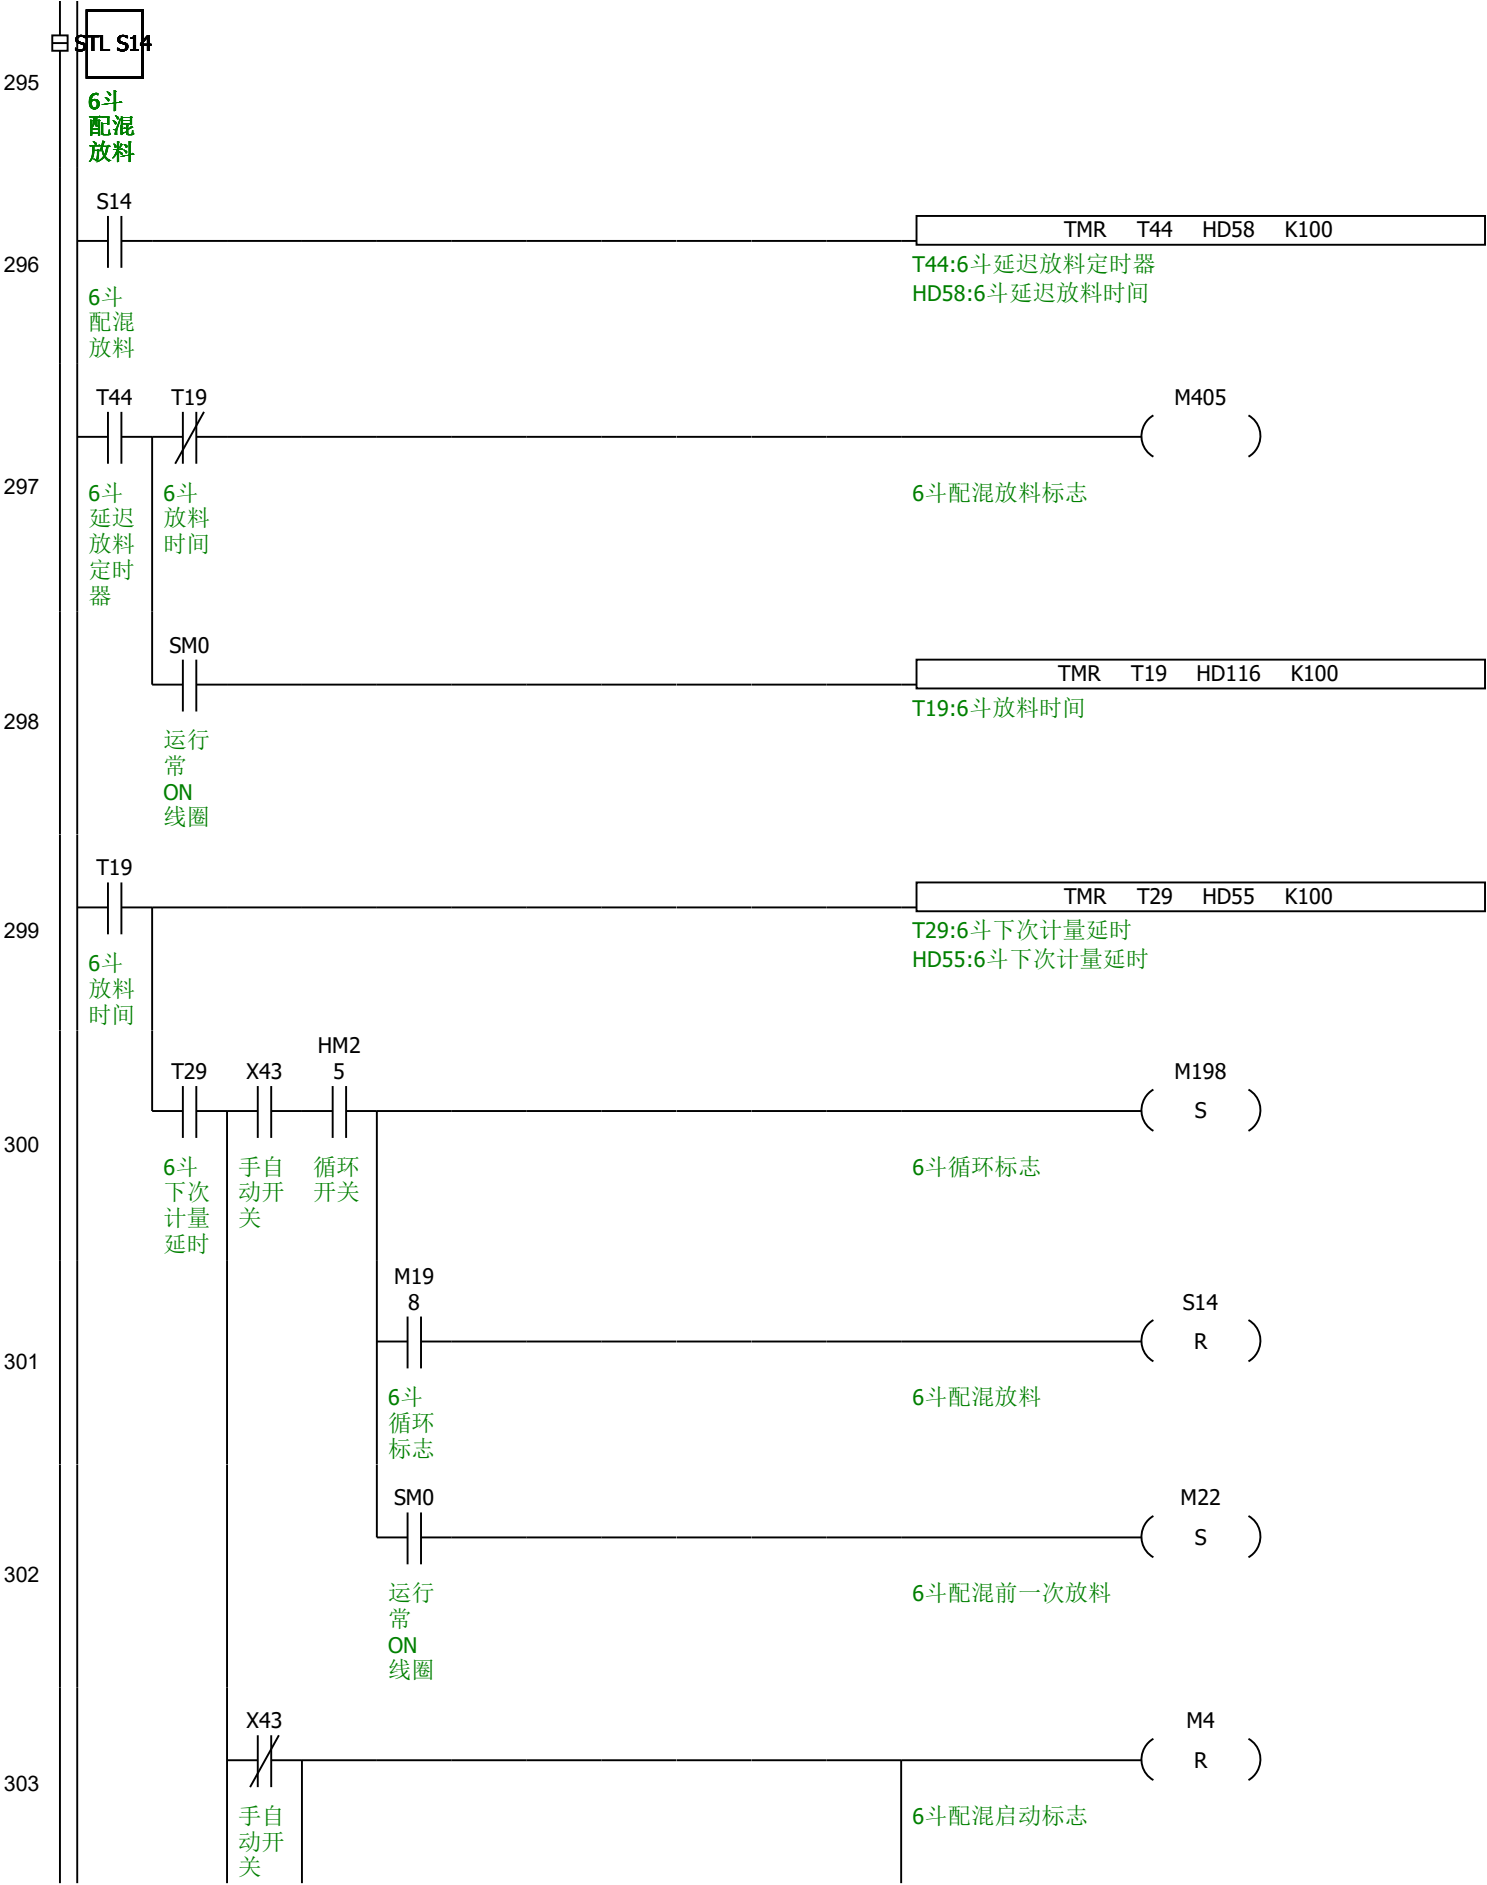 STL S14
295
6斗
配混
放料
S14
TMR T44 HD58 K100
296
T44:6斗延迟放料定时器
HD58:6斗延迟放料时间
6斗
配混
放料
T44 T19 M405
297
6斗 6斗 6斗配混放料标志
延迟 放料
放料 时间
定时
器
SM0
TMR T19 HD116 K100
298
T19:6斗放料时间
运行
常
ON
线圈
T19
TMR T29 HD55 K100
299
T29:6斗下次计量延时
HD55:6斗下次计量延时
6斗
放料
时间
HM2
T29 X43 5 M198
S
300
6斗 手自 循环 6斗循环标志
下次 动开 开关
计量 关
延时
M19
8 S14
R
301
6斗 6斗配混放料
循环
标志
SM0 M22
S
302
运行 6斗配混前一次放料
常
ON
线圈
X43 M4
R
303
手自 6斗配混启动标志
动开
关